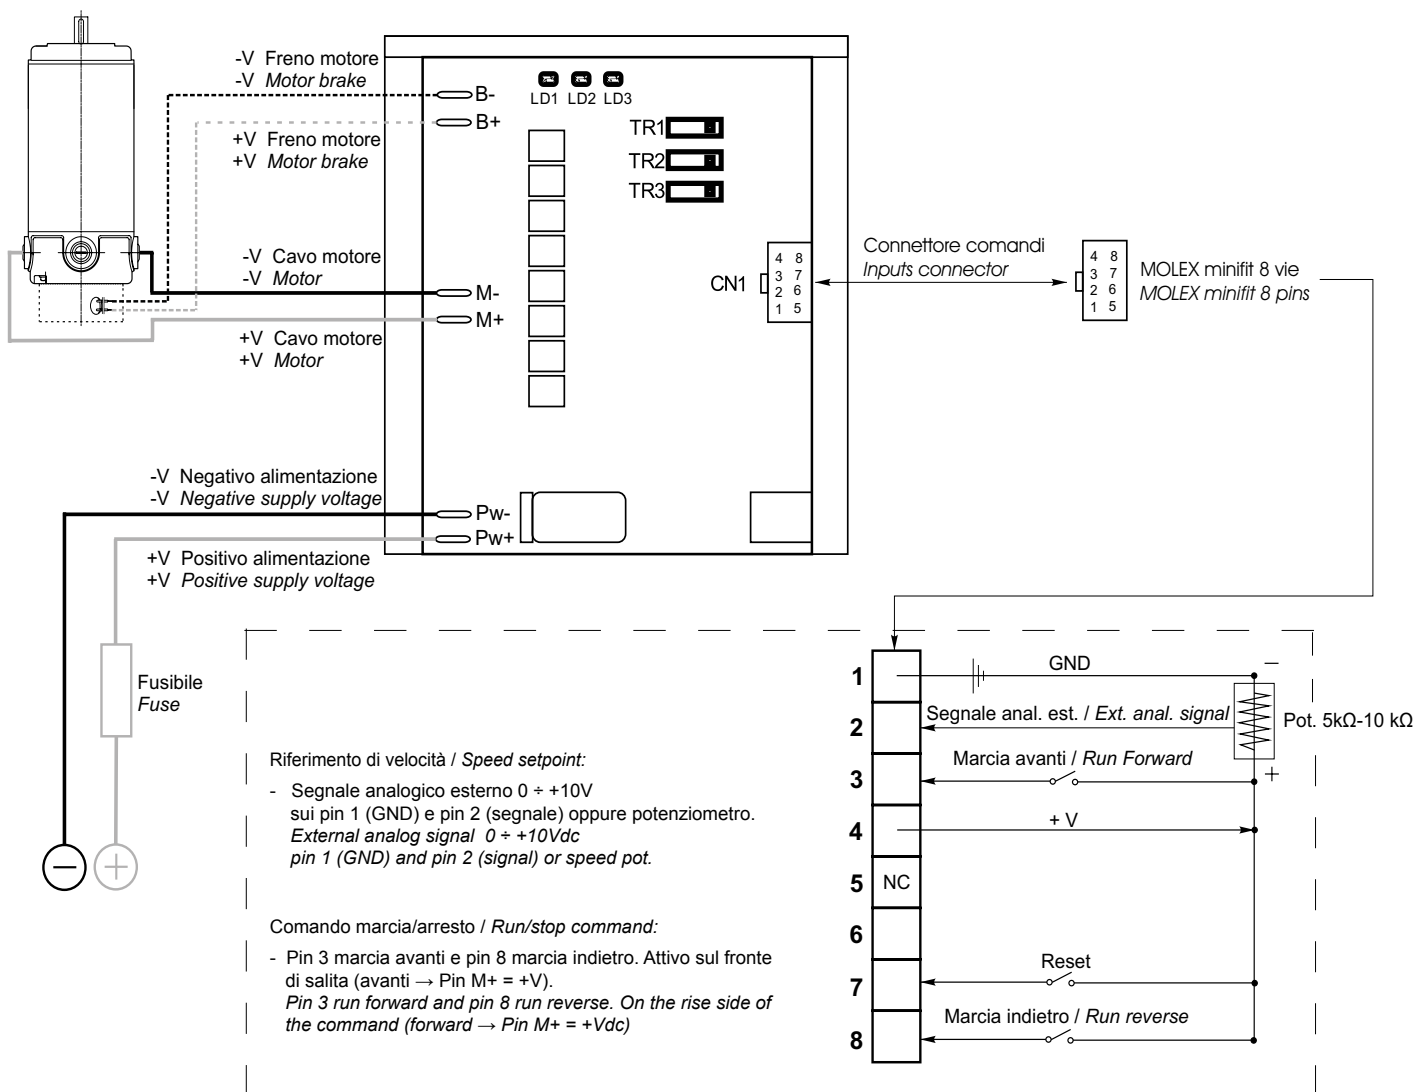 -V Freno motore
-V Motor brake
B-
B+
+V Freno motore
+V Motor brake
LD1 LD2 LD3
TR1
TR2
TR3
-V Cavo motore
-V Motor
M-
M+
+V Cavo motore
+V Motor
CN1
4 8
3 7
2 6
1 5
Connettore comandi
Inputs connector
4 8
3 7
2 6
1 5
MOLEX minifit 8 vie
MOLEX minifit 8 pins
-V Negativo alimentazione
-V Negative supply voltage
Pw-
Pw+
+V Positivo alimentazione
+V Positive supply voltage
Fusibile
Fuse
Riferimento di velocità / Speed setpoint:
- Segnale analogico esterno 0 ÷ +10V
sui pin 1 (GND) e pin 2 (segnale) oppure potenziometro.
External analog signal 0 ÷ +10Vdc
pin 1 (GND) and pin 2 (signal) or speed pot.
Comando marcia/arresto / Run/stop command:
- Pin 3 marcia avanti e pin 8 marcia indietro. Attivo sul fronte
di salita (avanti → Pin M+ = +V).
Pin 3 run forward and pin 8 run reverse. On the rise side of
the command (forward → Pin M+ = +Vdc)
1 GND −
2 Segnale anal. est. / Ext. anal. signal
Pot. 5kΩ-10 kΩ
3 Marcia avanti / Run Forward +
4 + V
5 NC
6
7 Reset
8 Marcia indietro / Run reverse